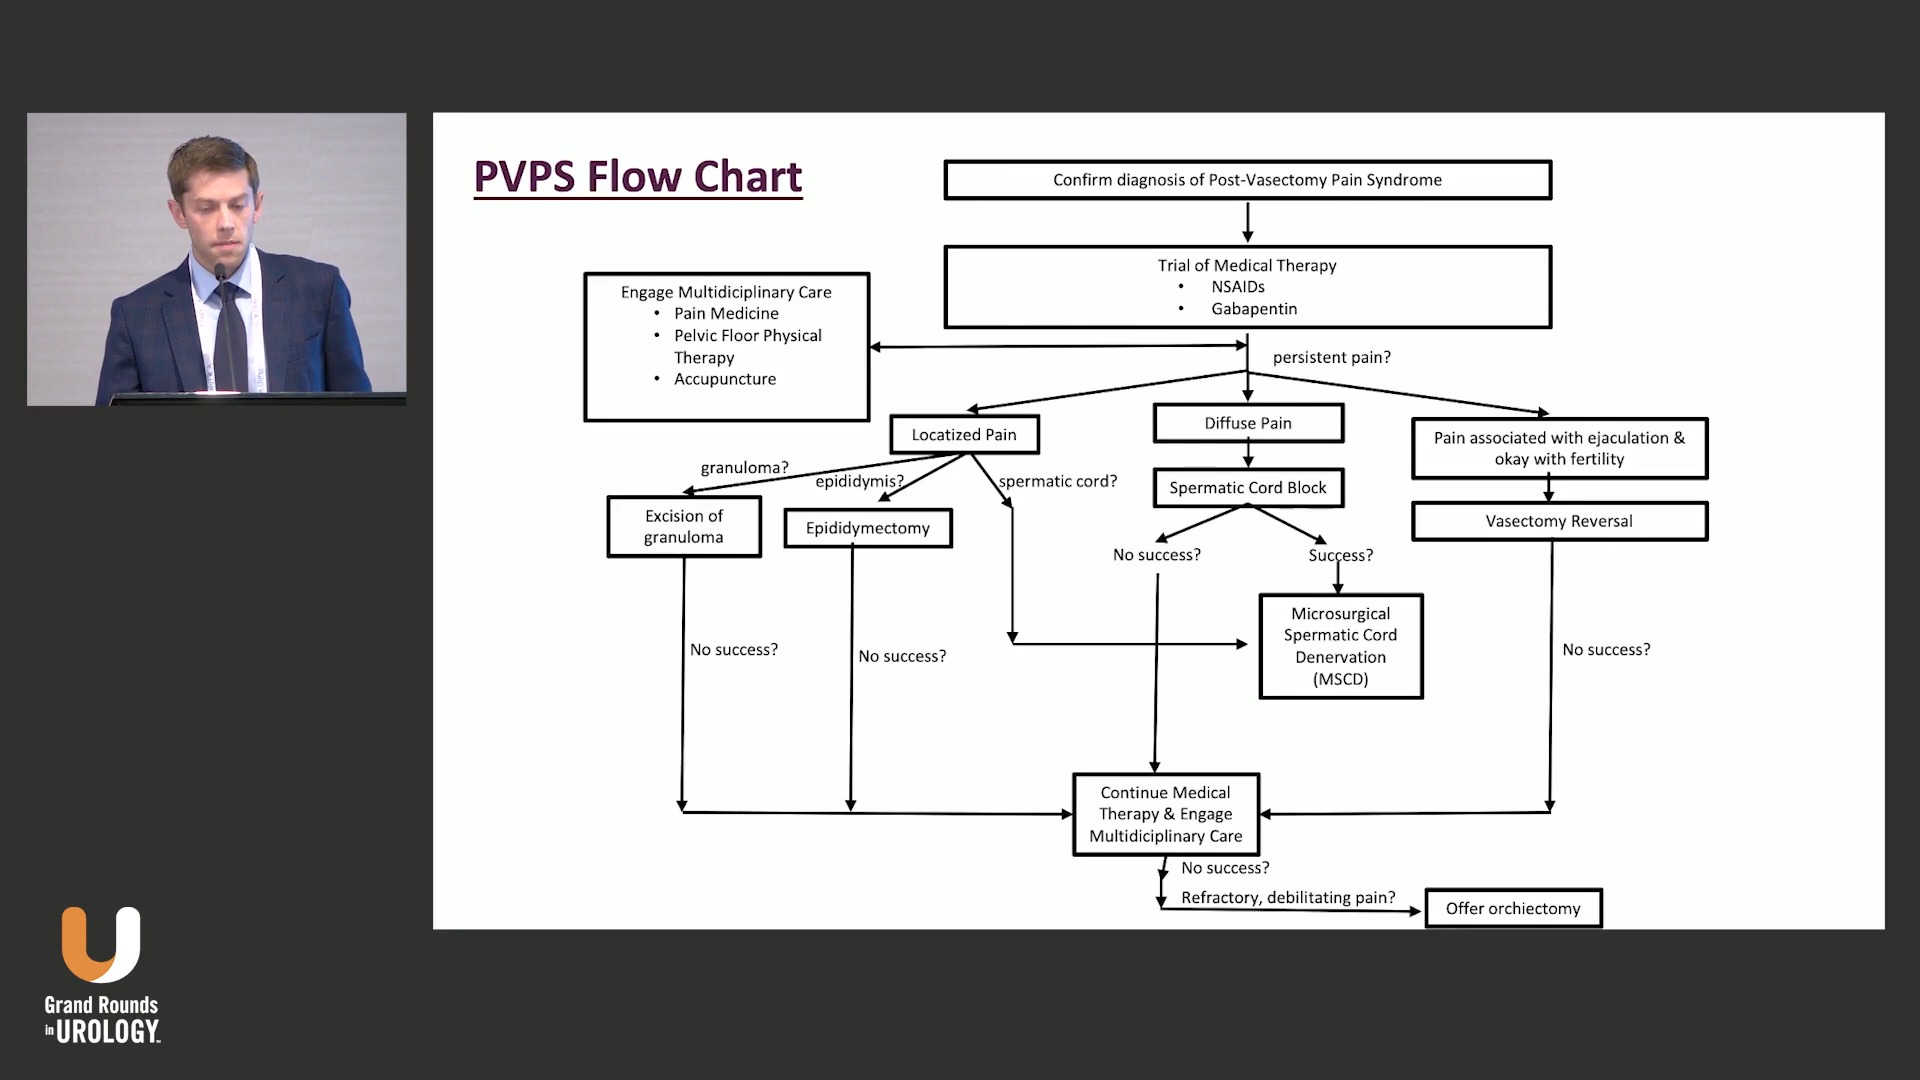 PVPS Flow Chart
Confirm diagnosis of Post-Vasectomy Pain Syndrome
Trial of Medical Therapy
• NSAIDs
• Gabapentin
Engage Multidiciplinary Care
• Pain Medicine
• Pelvic Floor Physical
Therapy
• Accupuncture
persistent pain?
Locatized Pain
Diffuse Pain
Pain associated with ejaculation &
okay with fertility
granuloma?
epididymis?
spermatic cord?
Spermatic Cord Block
Excision of
granuloma
Epididymectomy
Vasectomy Reversal
No success?
Success?
Microsurgical
Spermatic Cord
Denervation
(MSCD)
No success?
No success?
No success?
Continue Medical
Therapy & Engage
Multidiciplinary Care
No success?
Refractory, debilitating pain?
Offer orchiectomy
Grand Rounds
in UROLOGY™